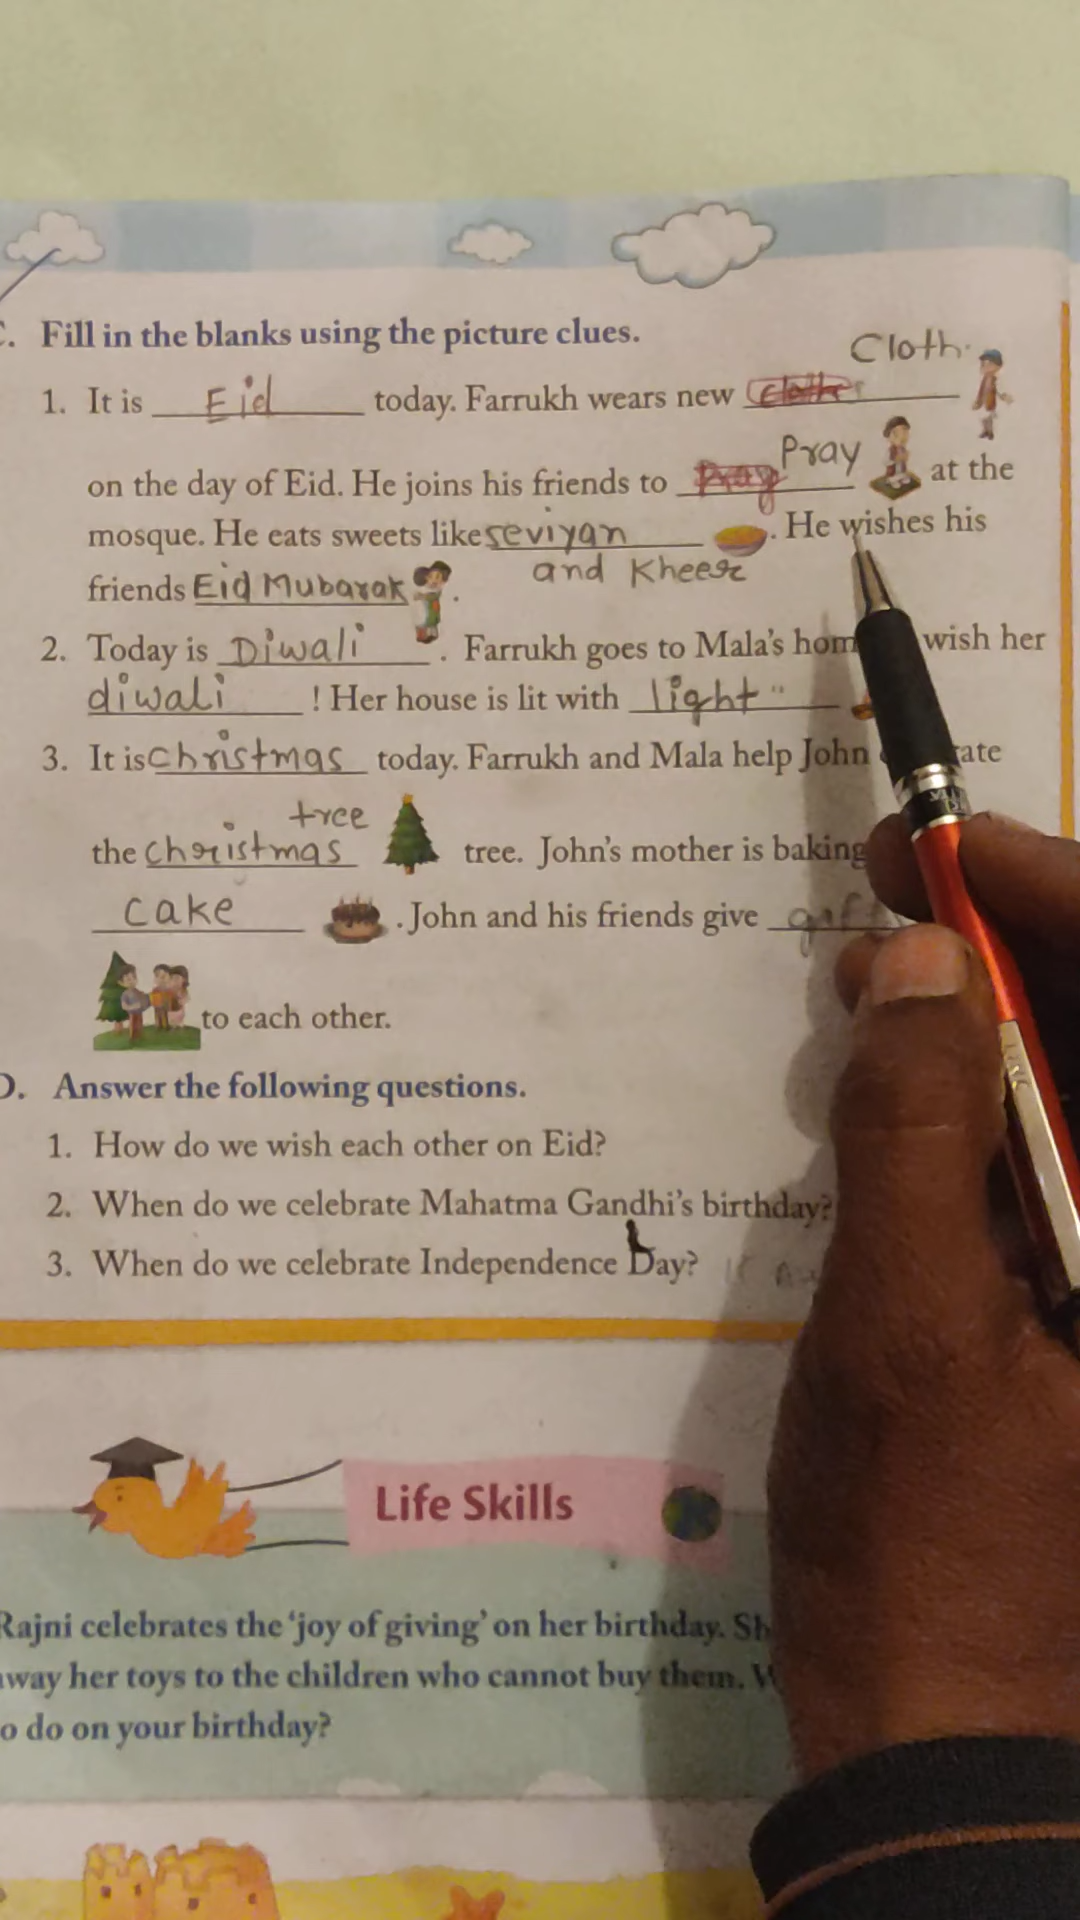 C. Fill in the blanks using the picture clues.
Cloth
1. It is Eid today. Farrukh wears new
Pray
on the day of Eid. He joins his friends to Pray at the
mosque. He eats sweets like seviyan . He wishes his
and Kheer
friends Eid Mubarak .
2. Today is Diwali . Farrukh goes to Mala's wish her
diwali ! Her house is lit with light
3. It is christmas today. Farrukh and Mala help John
tree
the christmas tree. John's mother is baking
cake . John and his friends give
to each other.
D. Answer the following questions.
1. How do we wish each other on Eid?
2. When do we celebrate Mahatma Gandhi's birthday?
3. When do we celebrate Independence Day?
Life Skills
Rajni celebrates the 'joy of giving' on her birthday.
her toys to the children who cannot buy them.
do on your birthday?